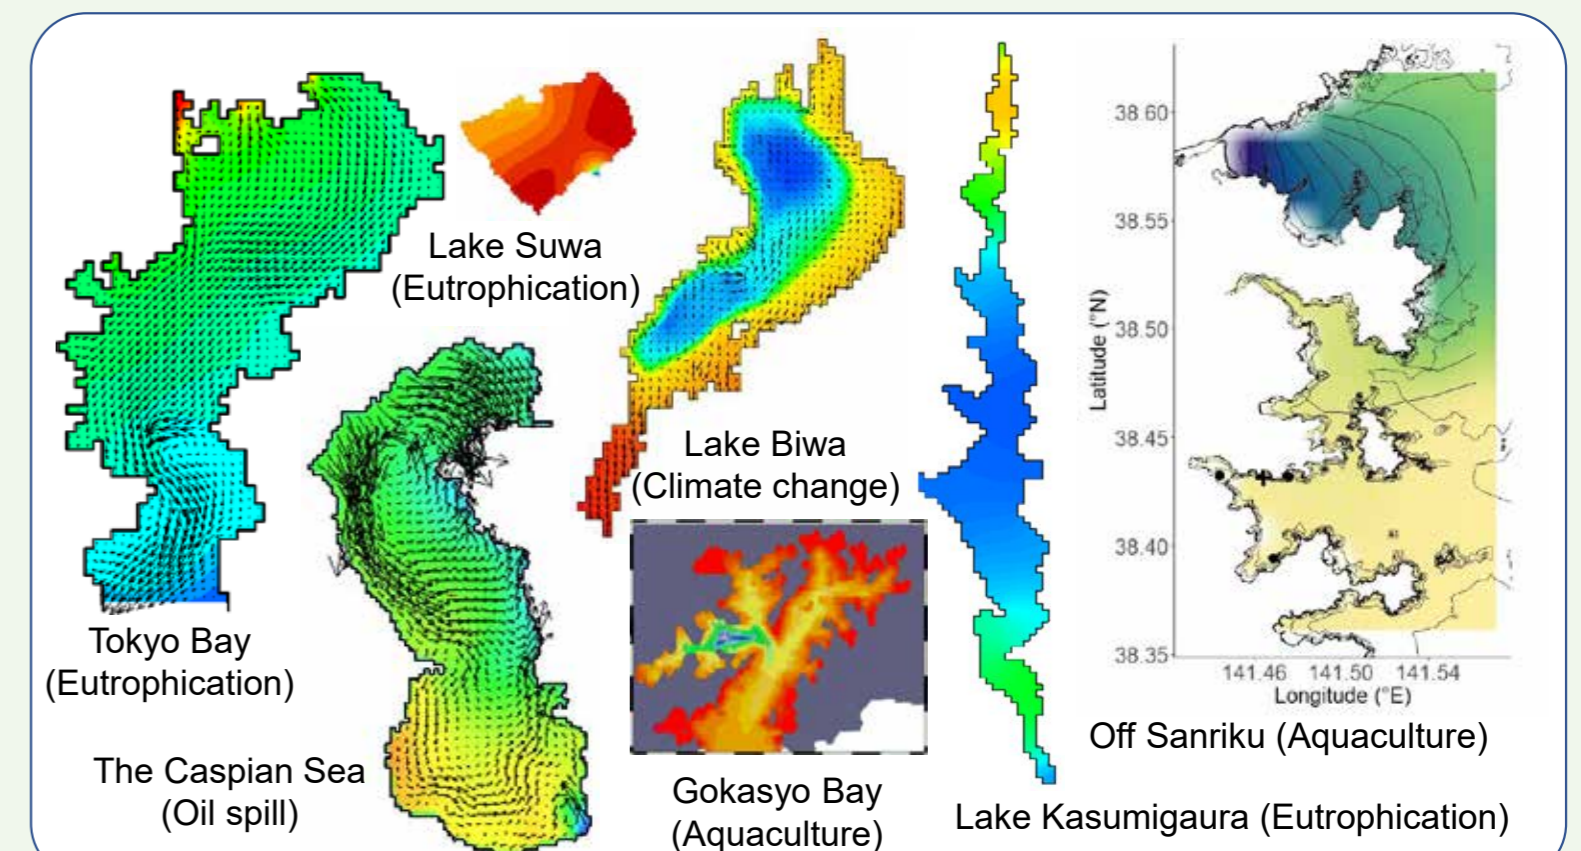 Lake Suwa
(Eutrophication)
Tokyo Bay
(Eutrophication)
The Caspian Sea
(Oil spill)
Lake Biwa
(Climate change)
Gokasyo Bay
(Aquaculture)
Lake Kasumigaura (Eutrophication)
Latitude (°N)
38.60
38.55
38.50
38.45
38.40
38.35
141.46 141.50 141.54
Longitude (°E)
Off Sanriku (Aquaculture)